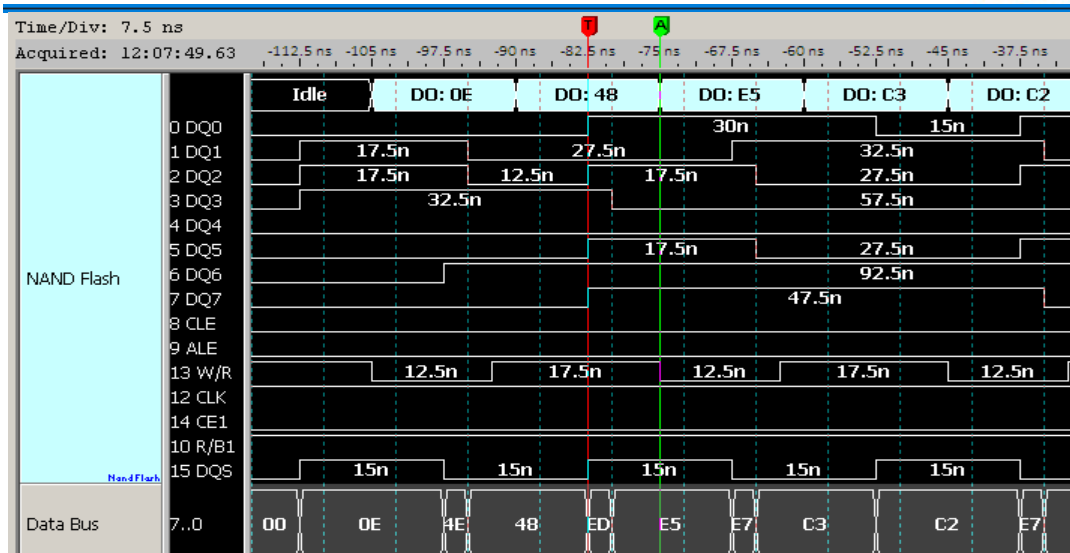 Time/Div: 7.5 ns T A
Acquired: 12:07:49.63 -112.5 ns -105 ns -97.5 ns -90 ns -82.5 ns -75 ns -67.5 ns -60 ns -52.5 ns -45 ns -37.5 ns
Idle DO: 0E DO: 48 DO: E5 DO: C3 DO: C2
0 DQ0 30n 15n
1 DQ1 17.5n 27.5n 32.5n
2 DQ2 17.5n 12.5n 17.5n 27.5n
3 DQ3 32.5n 57.5n
4 DQ4
5 DQ5 17.5n 27.5n
NAND Flash 6 DQ6 92.5n
7 DQ7 47.5n
8 CLE
9 ALE
13 W/R 12.5n 17.5n 12.5n 17.5n 12.5n
12 CLK
14 CE1
10 R/B1
NandFlash 15 DQS 15n 15n 15n 15n 15n
Data Bus 7..0 00 0E 4E 48 ED E5 E7 C3 C2 E7